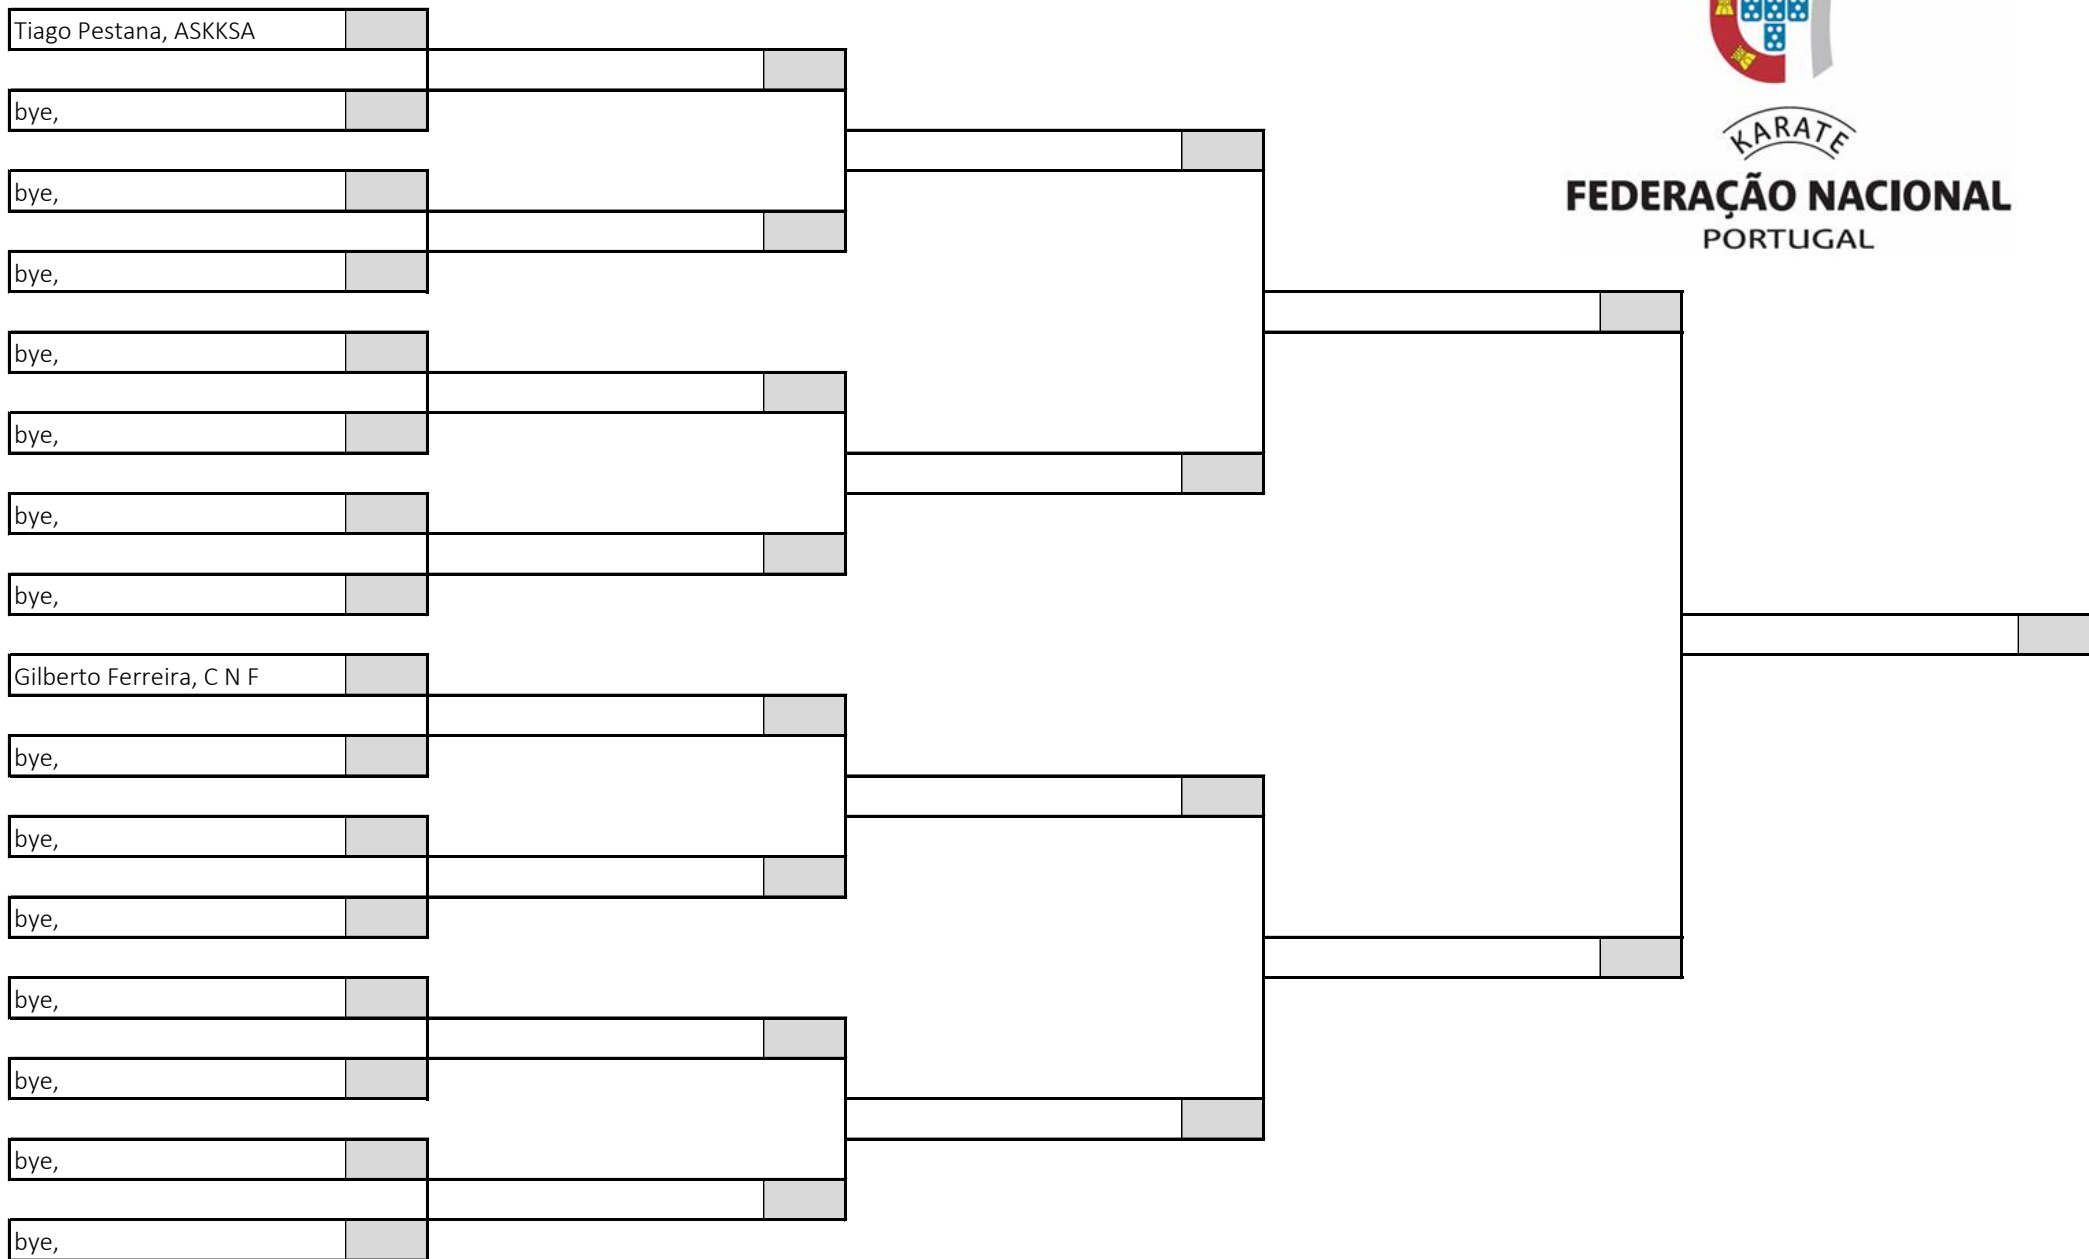 Tiago Pestana, ASKKSA
bye,
bye,
bye,
bye,
bye,
bye,
bye,
Gilberto Ferreira, C N F
bye,
bye,
bye,
bye,
bye,
bye,
bye,
KARATE
FEDERAÇÃO NACIONAL
PORTUGAL